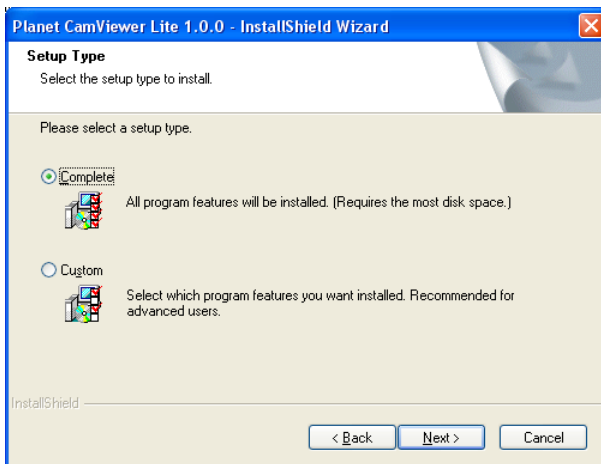 Planet CamViewer Lite 1.0.0 - InstallShield Wizard
Setup Type
Select the setup type to install.
Please select a setup type.
Complete
All program features will be installed. (Requires the most disk space.)
Custom
Select which program features you want installed. Recommended for
advanced users.
InstallShield
< Back
Next >
Cancel